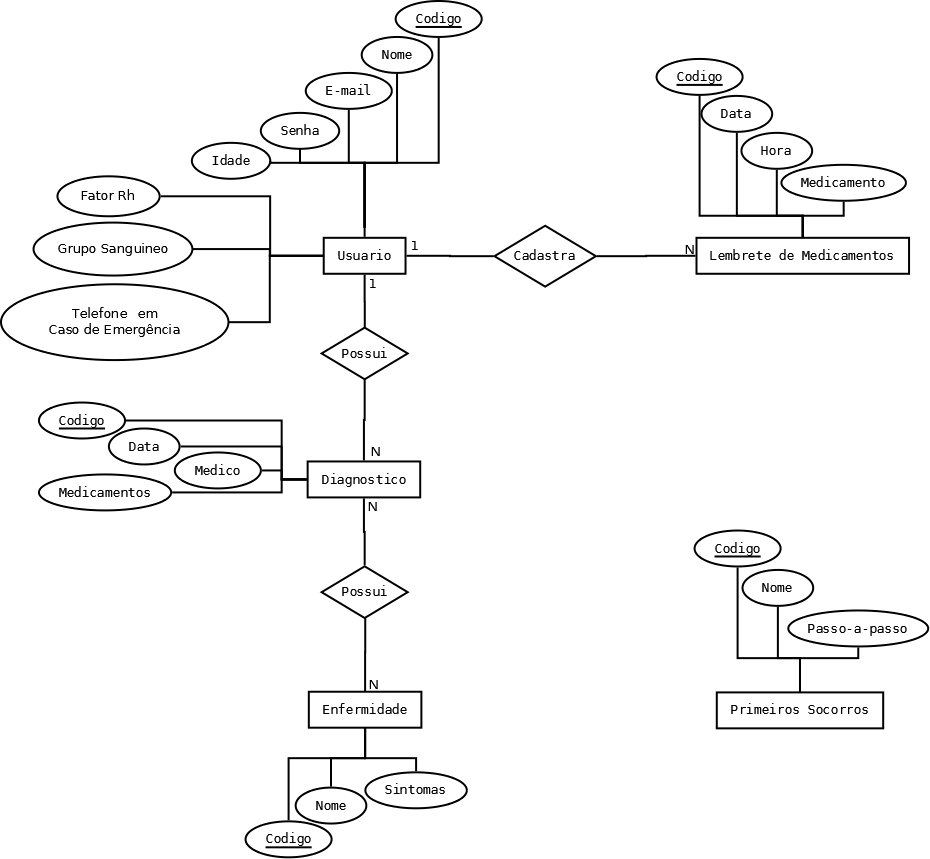 Codigo
Nome
E-mail
Senha
Idade
Fator Rh
Grupo Sanguineo
Telefone em
Caso de Emergência
Usuario
1
1
Cadastra
N
Codigo
Data
Hora
Medicamento
Lembrete de Medicamentos
Possui
N
Codigo
Data
Medico
Medicamentos
Diagnostico
N
Possui
N
Enfermidade
Sintomas
Nome
Codigo
Codigo
Nome
Passo-a-passo
Primeiros Socorros